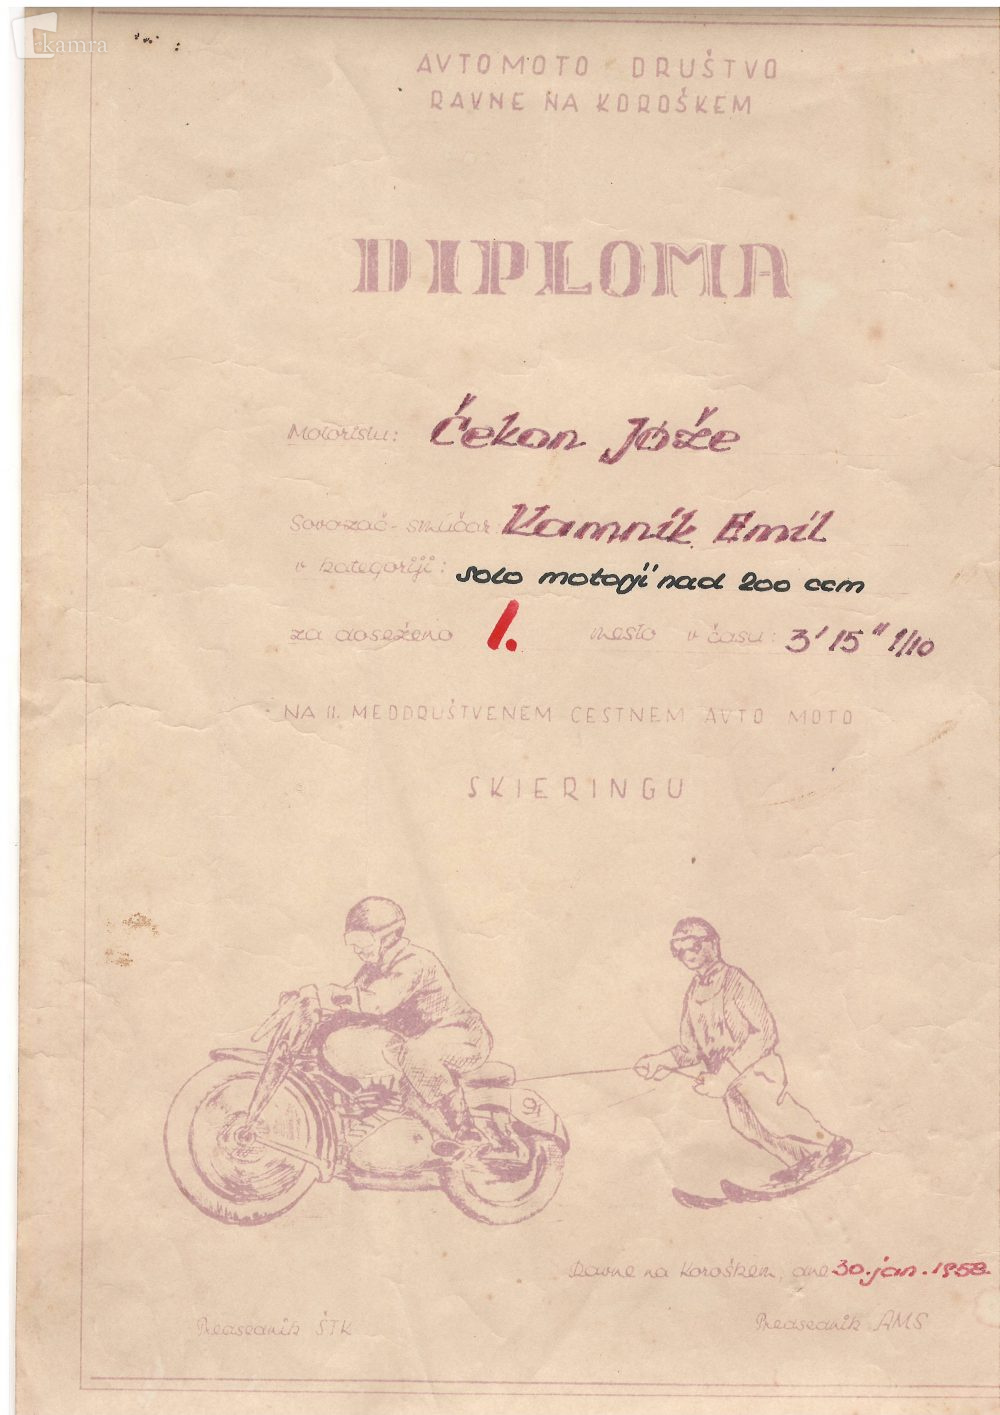 kamra
AVTO MOTO DRUŠTVO
RAVNE NA KOROŠKEM
DIPLOMA
Motoristu: Čekon Jože
Sovozač-smučar Kamnik Emil
v kategoriji: solo motorji nad 200 ccm
za doseženo 1. mesto v času: 3' 15" 1/10
NA II. MEDDRUŠTVENEM CESTNEM AVTO MOTO
SKIERINGU
91
Ravne na Koroškem, dne 30. jan. 1958
Predsednik ŠTK Predsednik AMS